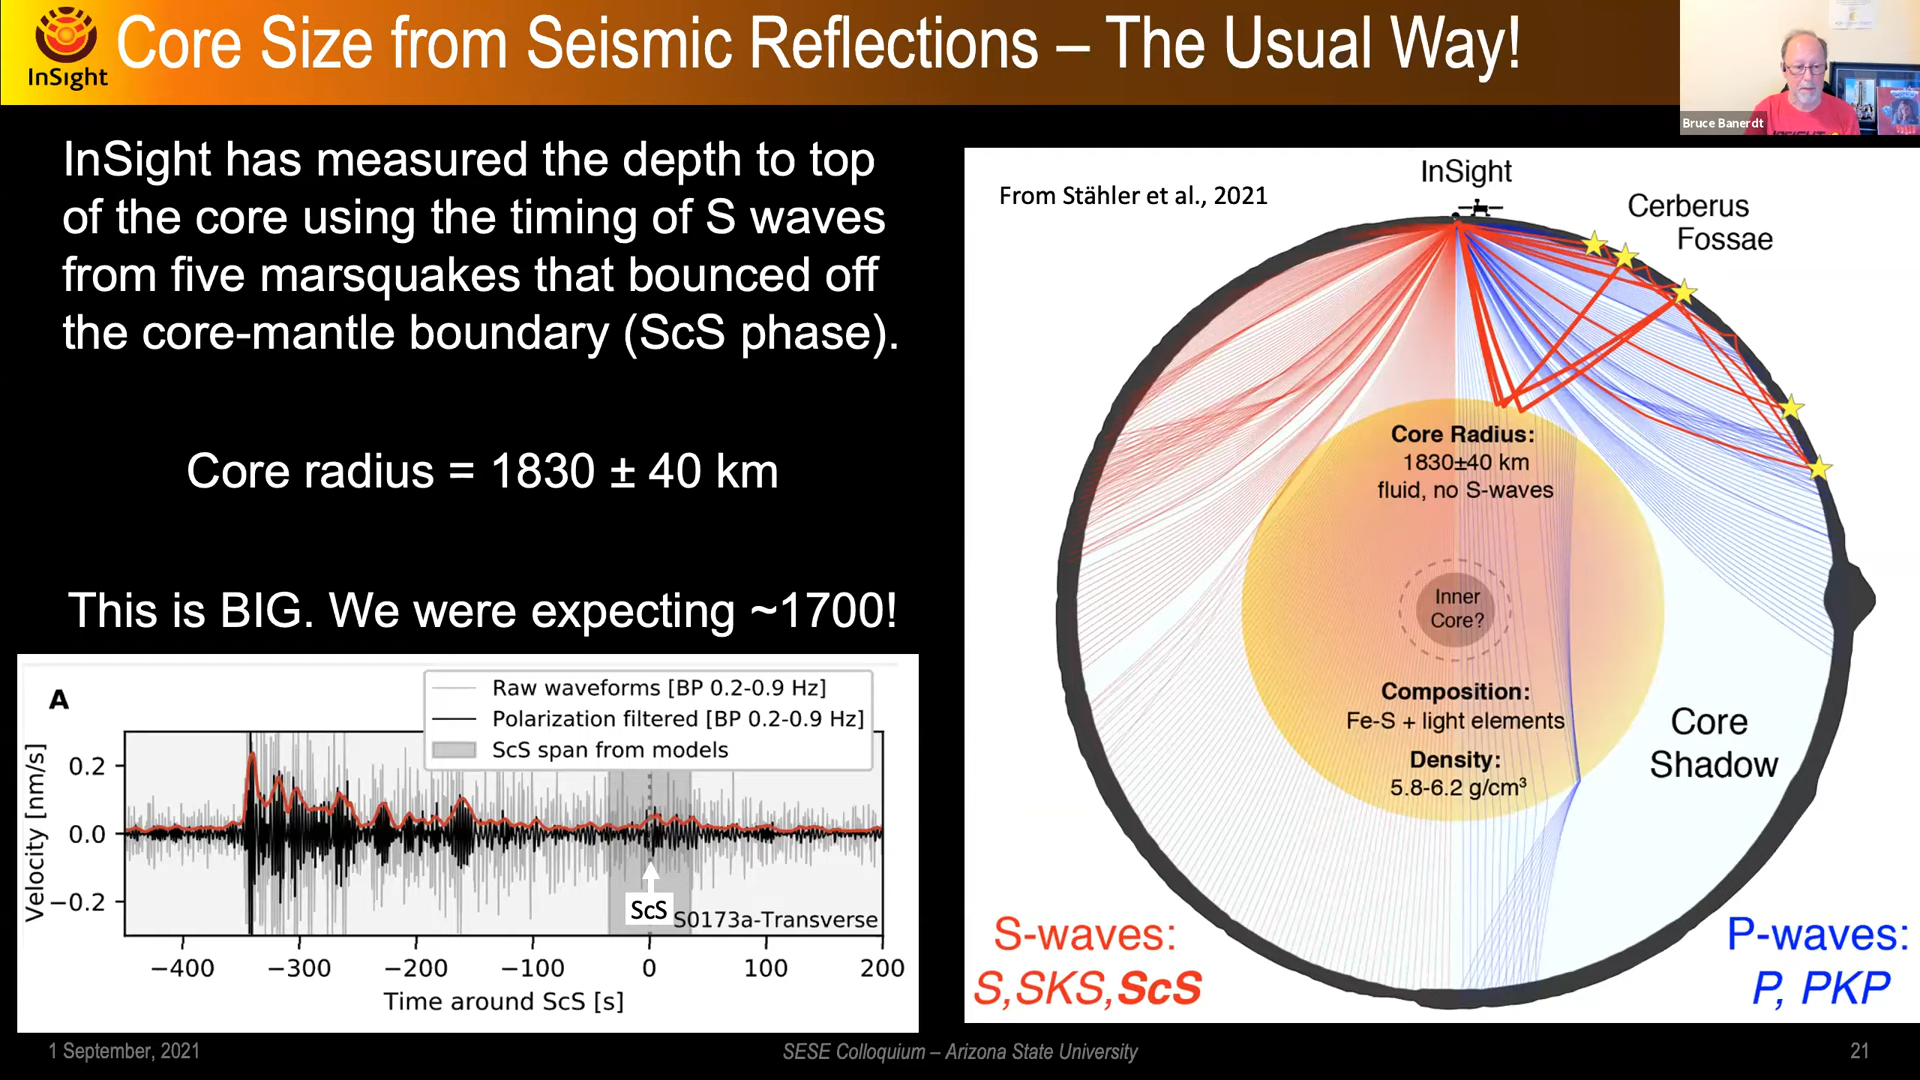 InSight
Core Size from Seismic Reflections – The Usual Way!
Bruce Banerdt
InSight has measured the depth to top
of the core using the timing of S waves
from five marsquakes that bounced off
the core-mantle boundary (ScS phase).
Core radius = 1830 ± 40 km
This is BIG. We were expecting ~1700!
A
Raw waveforms [BP 0.2-0.9 Hz]
Polarization filtered [BP 0.2-0.9 Hz]
ScS span from models
Velocity [nm/s]
0.2
0.0
−0.2
ScS
S0173a-Transverse
−400 −300 −200 −100 0 100 200
Time around ScS [s]
From Stähler et al., 2021
InSight
Cerberus
Fossae
Core Radius:
1830±40 km
fluid, no S-waves
Inner
Core?
Composition:
Fe-S + light elements
Density:
5.8-6.2 g/cm³
Core
Shadow
S-waves:
S,SKS,ScS
P-waves:
P, PKP
1 September, 2021
SESE Colloquium – Arizona State University
21